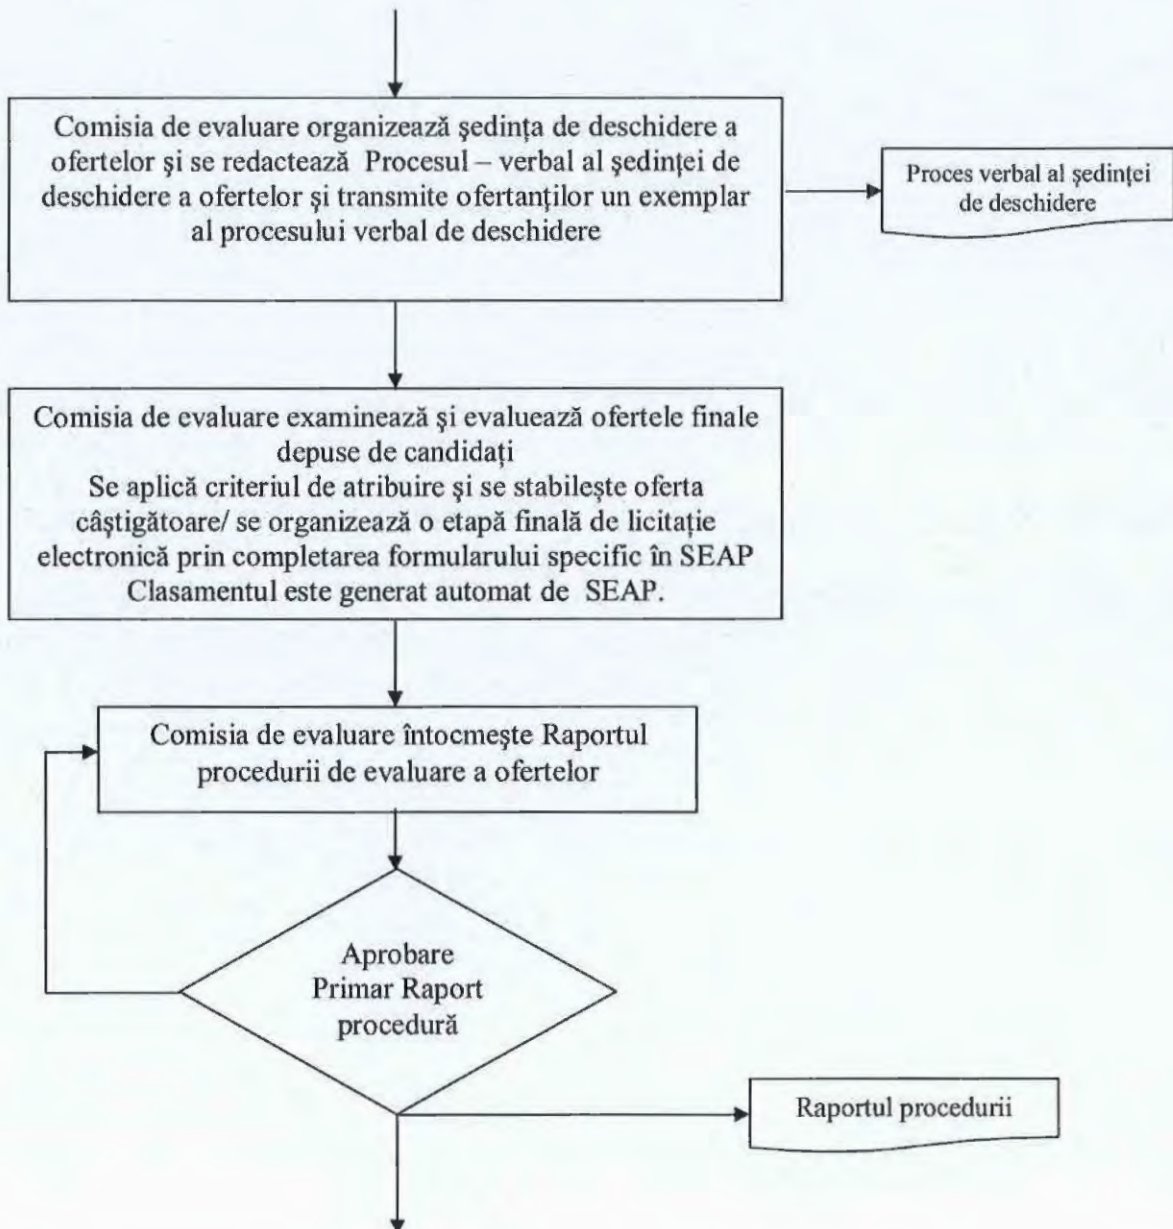 Comisia de evaluare organizează şedinţa de deschidere a
ofertelor şi se redactează Procesul – verbal al şedinţei de
deschidere a ofertelor şi transmite ofertanţilor un exemplar
al procesului verbal de deschidere
Proces verbal al şedinţei
de deschidere
Comisia de evaluare examinează şi evaluează ofertele finale
depuse de candidaţi
Se aplică criteriul de atribuire şi se stabileşte oferta
câştigătoare/ se organizează o etapă finală de licitaţie
electronică prin completarea formularului specific în SEAP
Clasamentul este generat automat de SEAP.
Comisia de evaluare întocmeşte Raportul
procedurii de evaluare a ofertelor
Aprobare
Primar Raport
procedură
Raportul procedurii